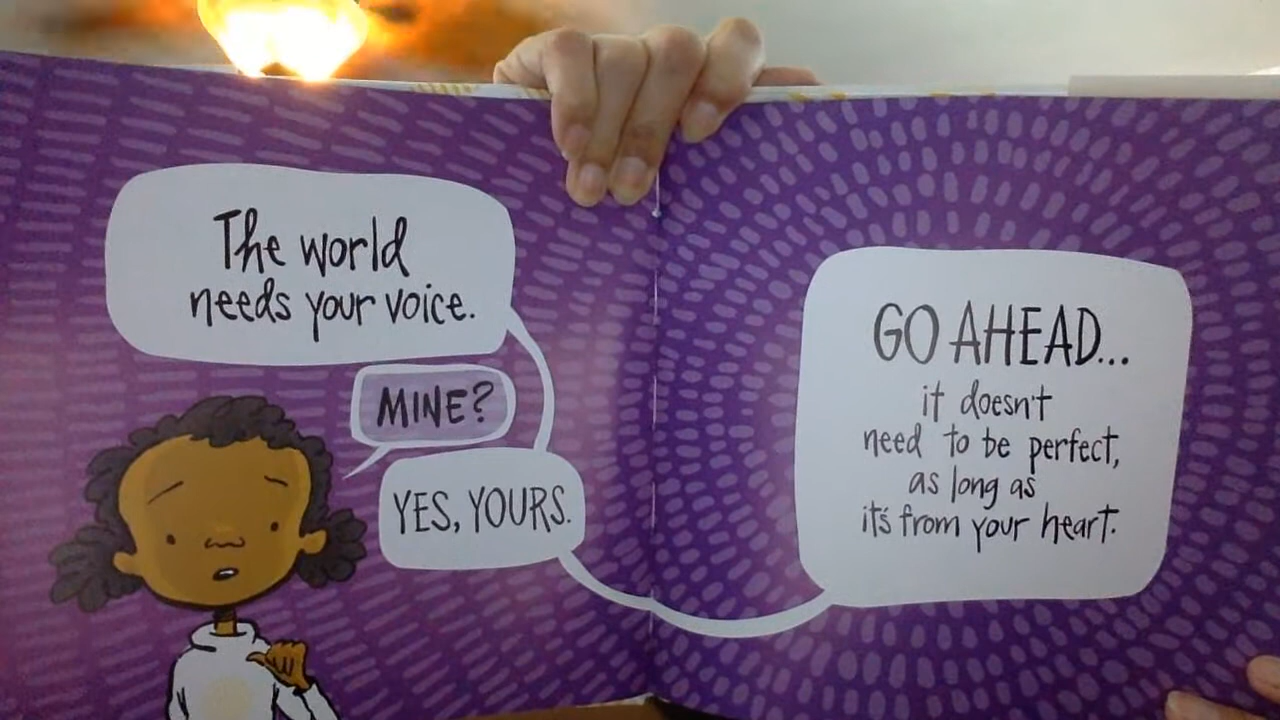 The world
needs your voice.
MINE?
YES, YOURS.
GO AHEAD...
it doesn't
need to be perfect,
as long as
it's from your heart.